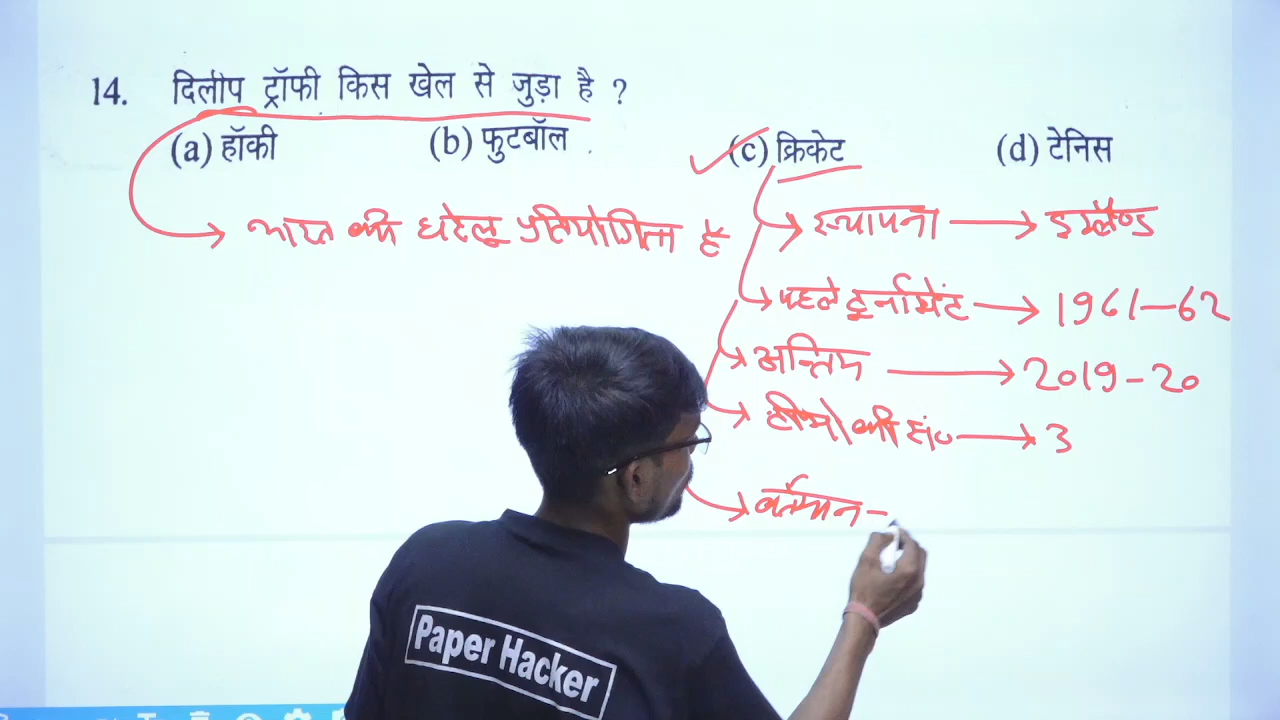 14. दिलीप ट्रॉफी किस खेल से जुड़ा है ?
(a) हॉकी (b) फुटबॉल (c) क्रिकेट (d) टेनिस
भारत की घरेलू प्रतियोगिता है
स्थापना → इंग्लैण्ड
पहले टूर्नामेंट → 1961-62
अन्तिम → 2019-20
टीमो की सं० → 3
वर्तमान -
Paper Hacker